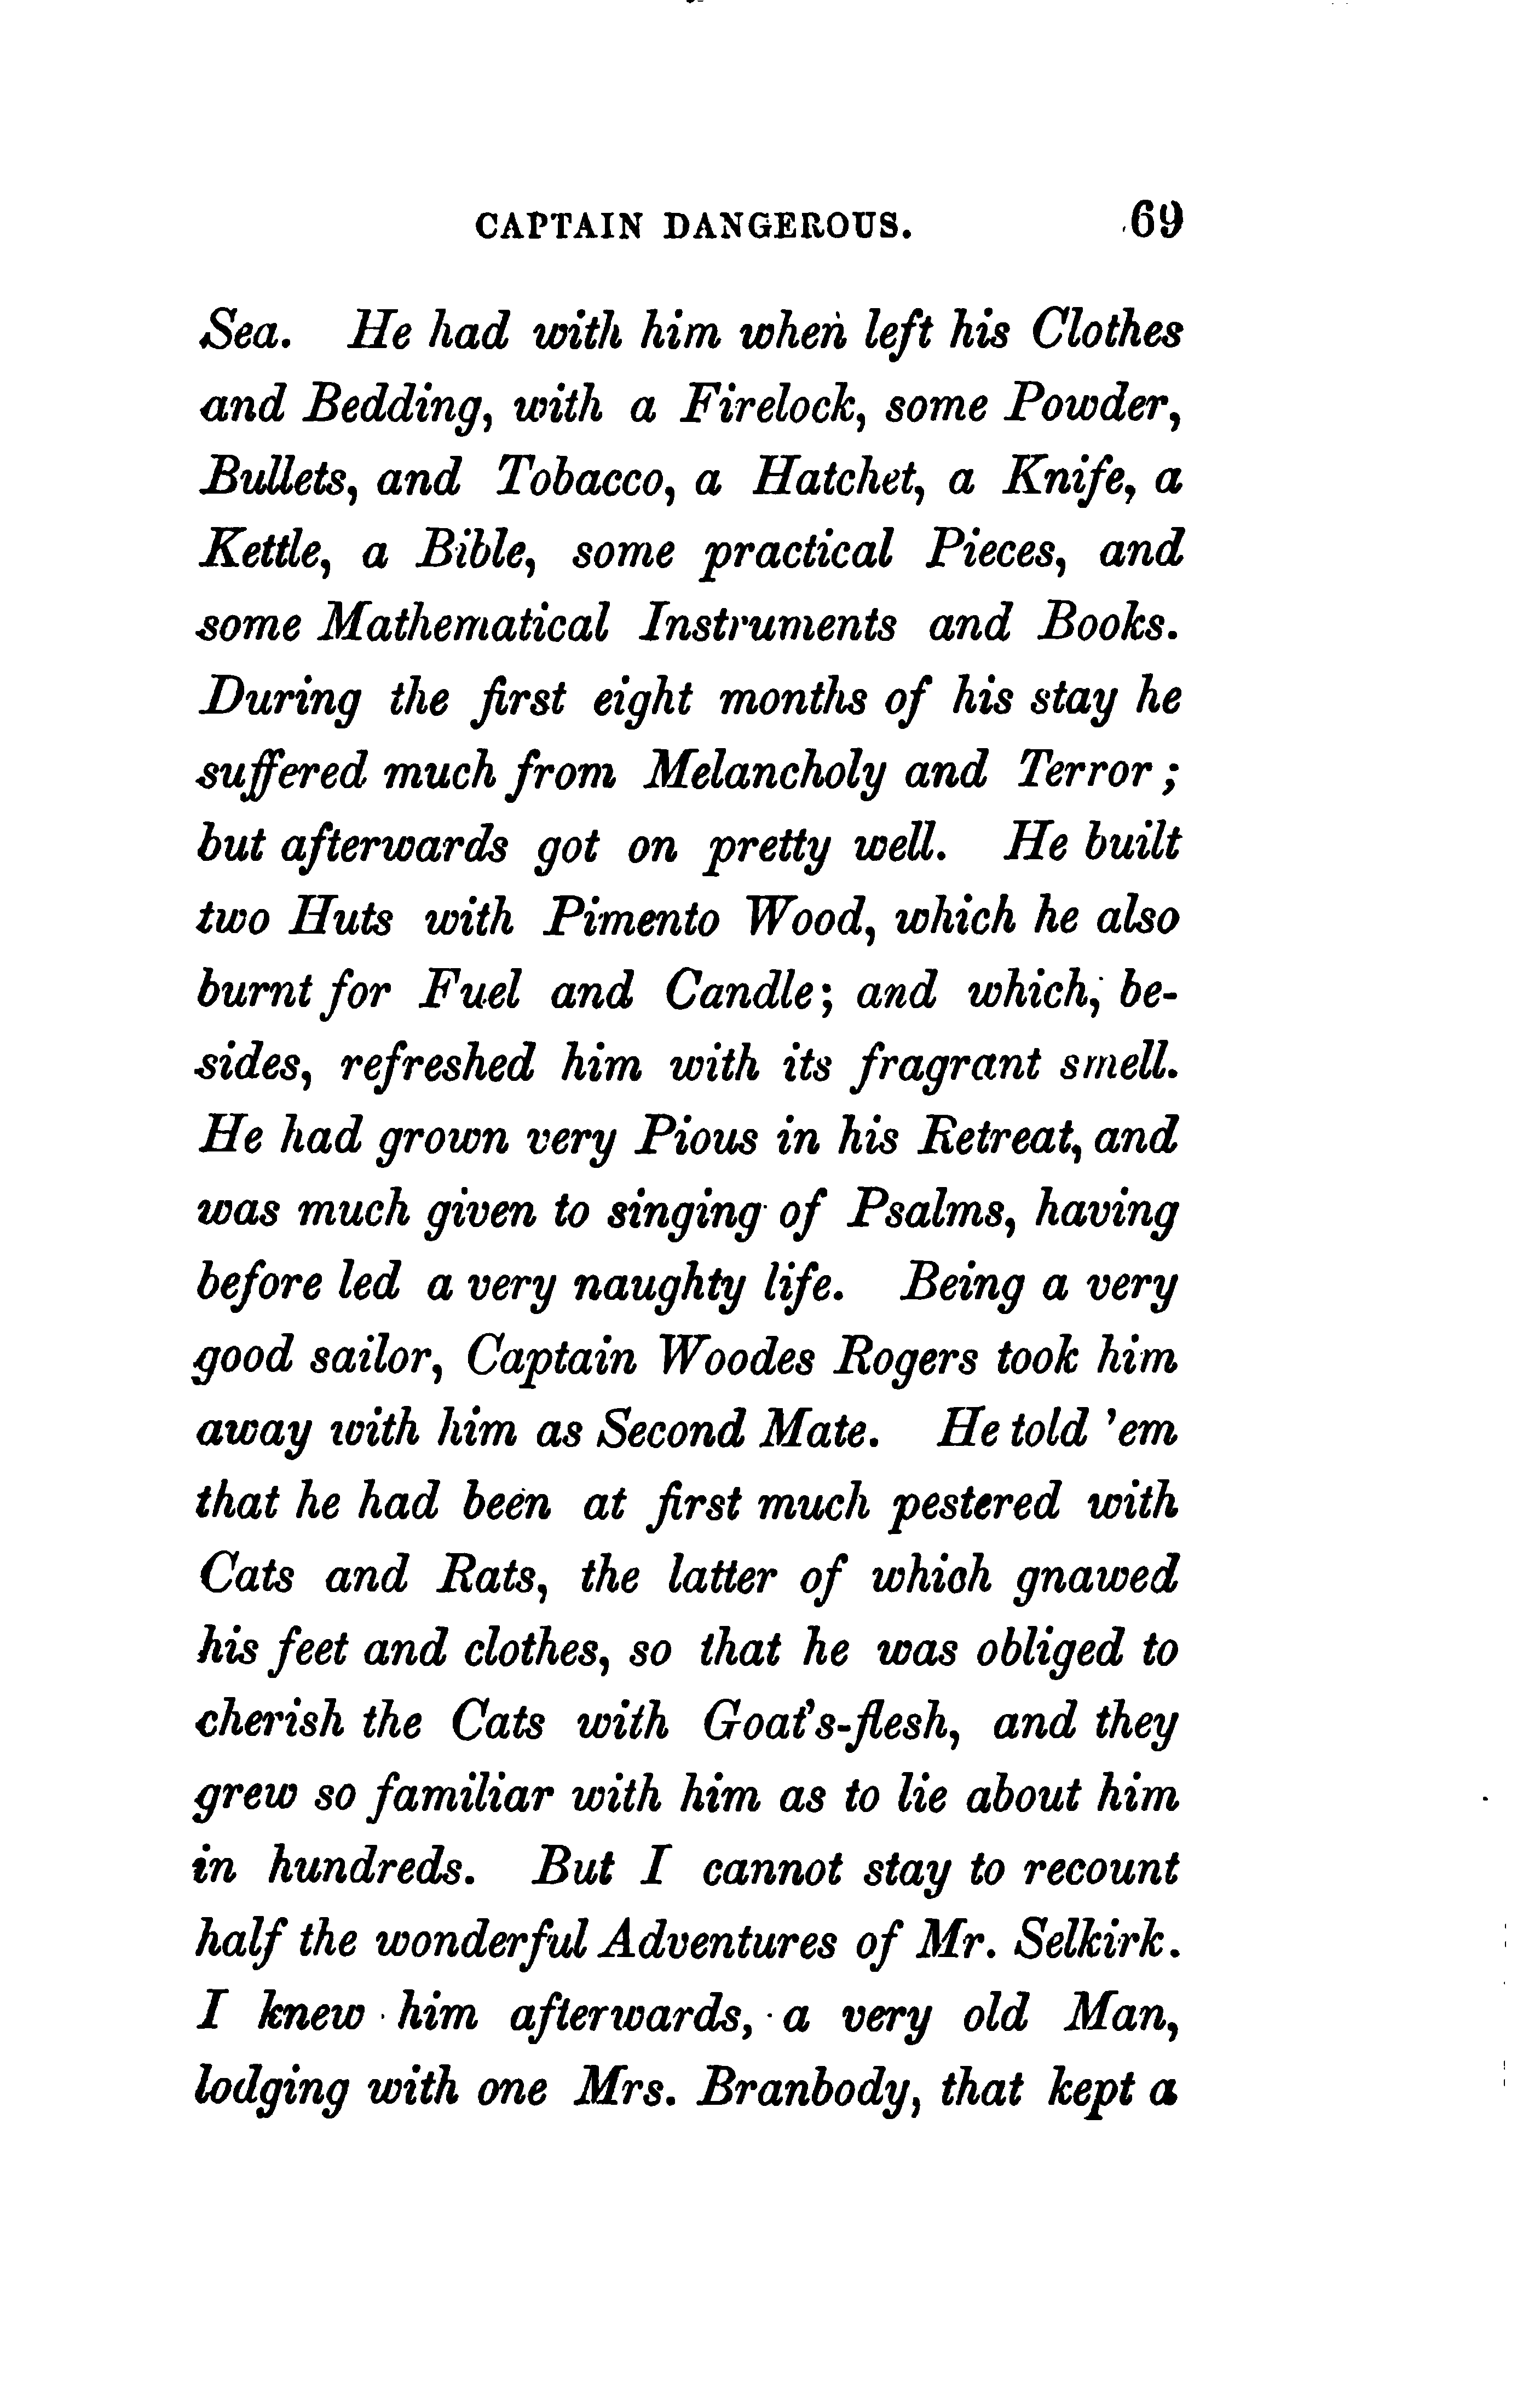 CAPTAIN DANGEROUS. 69
Sea. He had with him when left his Clothes
and Bedding, with a Firelock, some Powder,
Bullets, and Tobacco, a Hatchet, a Knife, a
Kettle, a Bible, some practical Pieces, and
some Mathematical Instruments and Books.
During the first eight months of his stay he
suffered much from Melancholy and Terror;
but afterwards got on pretty well. He built
two Huts with Pimento Wood, which he also
burnt for Fuel and Candle; and which, be-
sides, refreshed him with its fragrant smell.
He had grown very Pious in his Retreat, and
was much given to singing of Psalms, having
before led a very naughty life. Being a very
good sailor, Captain Woodes Rogers took him
away with him as Second Mate. He told 'em
that he had been at first much pestered with
Cats and Rats, the latter of which gnawed
his feet and clothes, so that he was obliged to
cherish the Cats with Goat's-flesh, and they
grew so familiar with him as to lie about him
in hundreds. But I cannot stay to recount
half the wonderful Adventures of Mr. Selkirk.
I knew him afterwards, a very old Man,
lodging with one Mrs. Branbody, that kept a